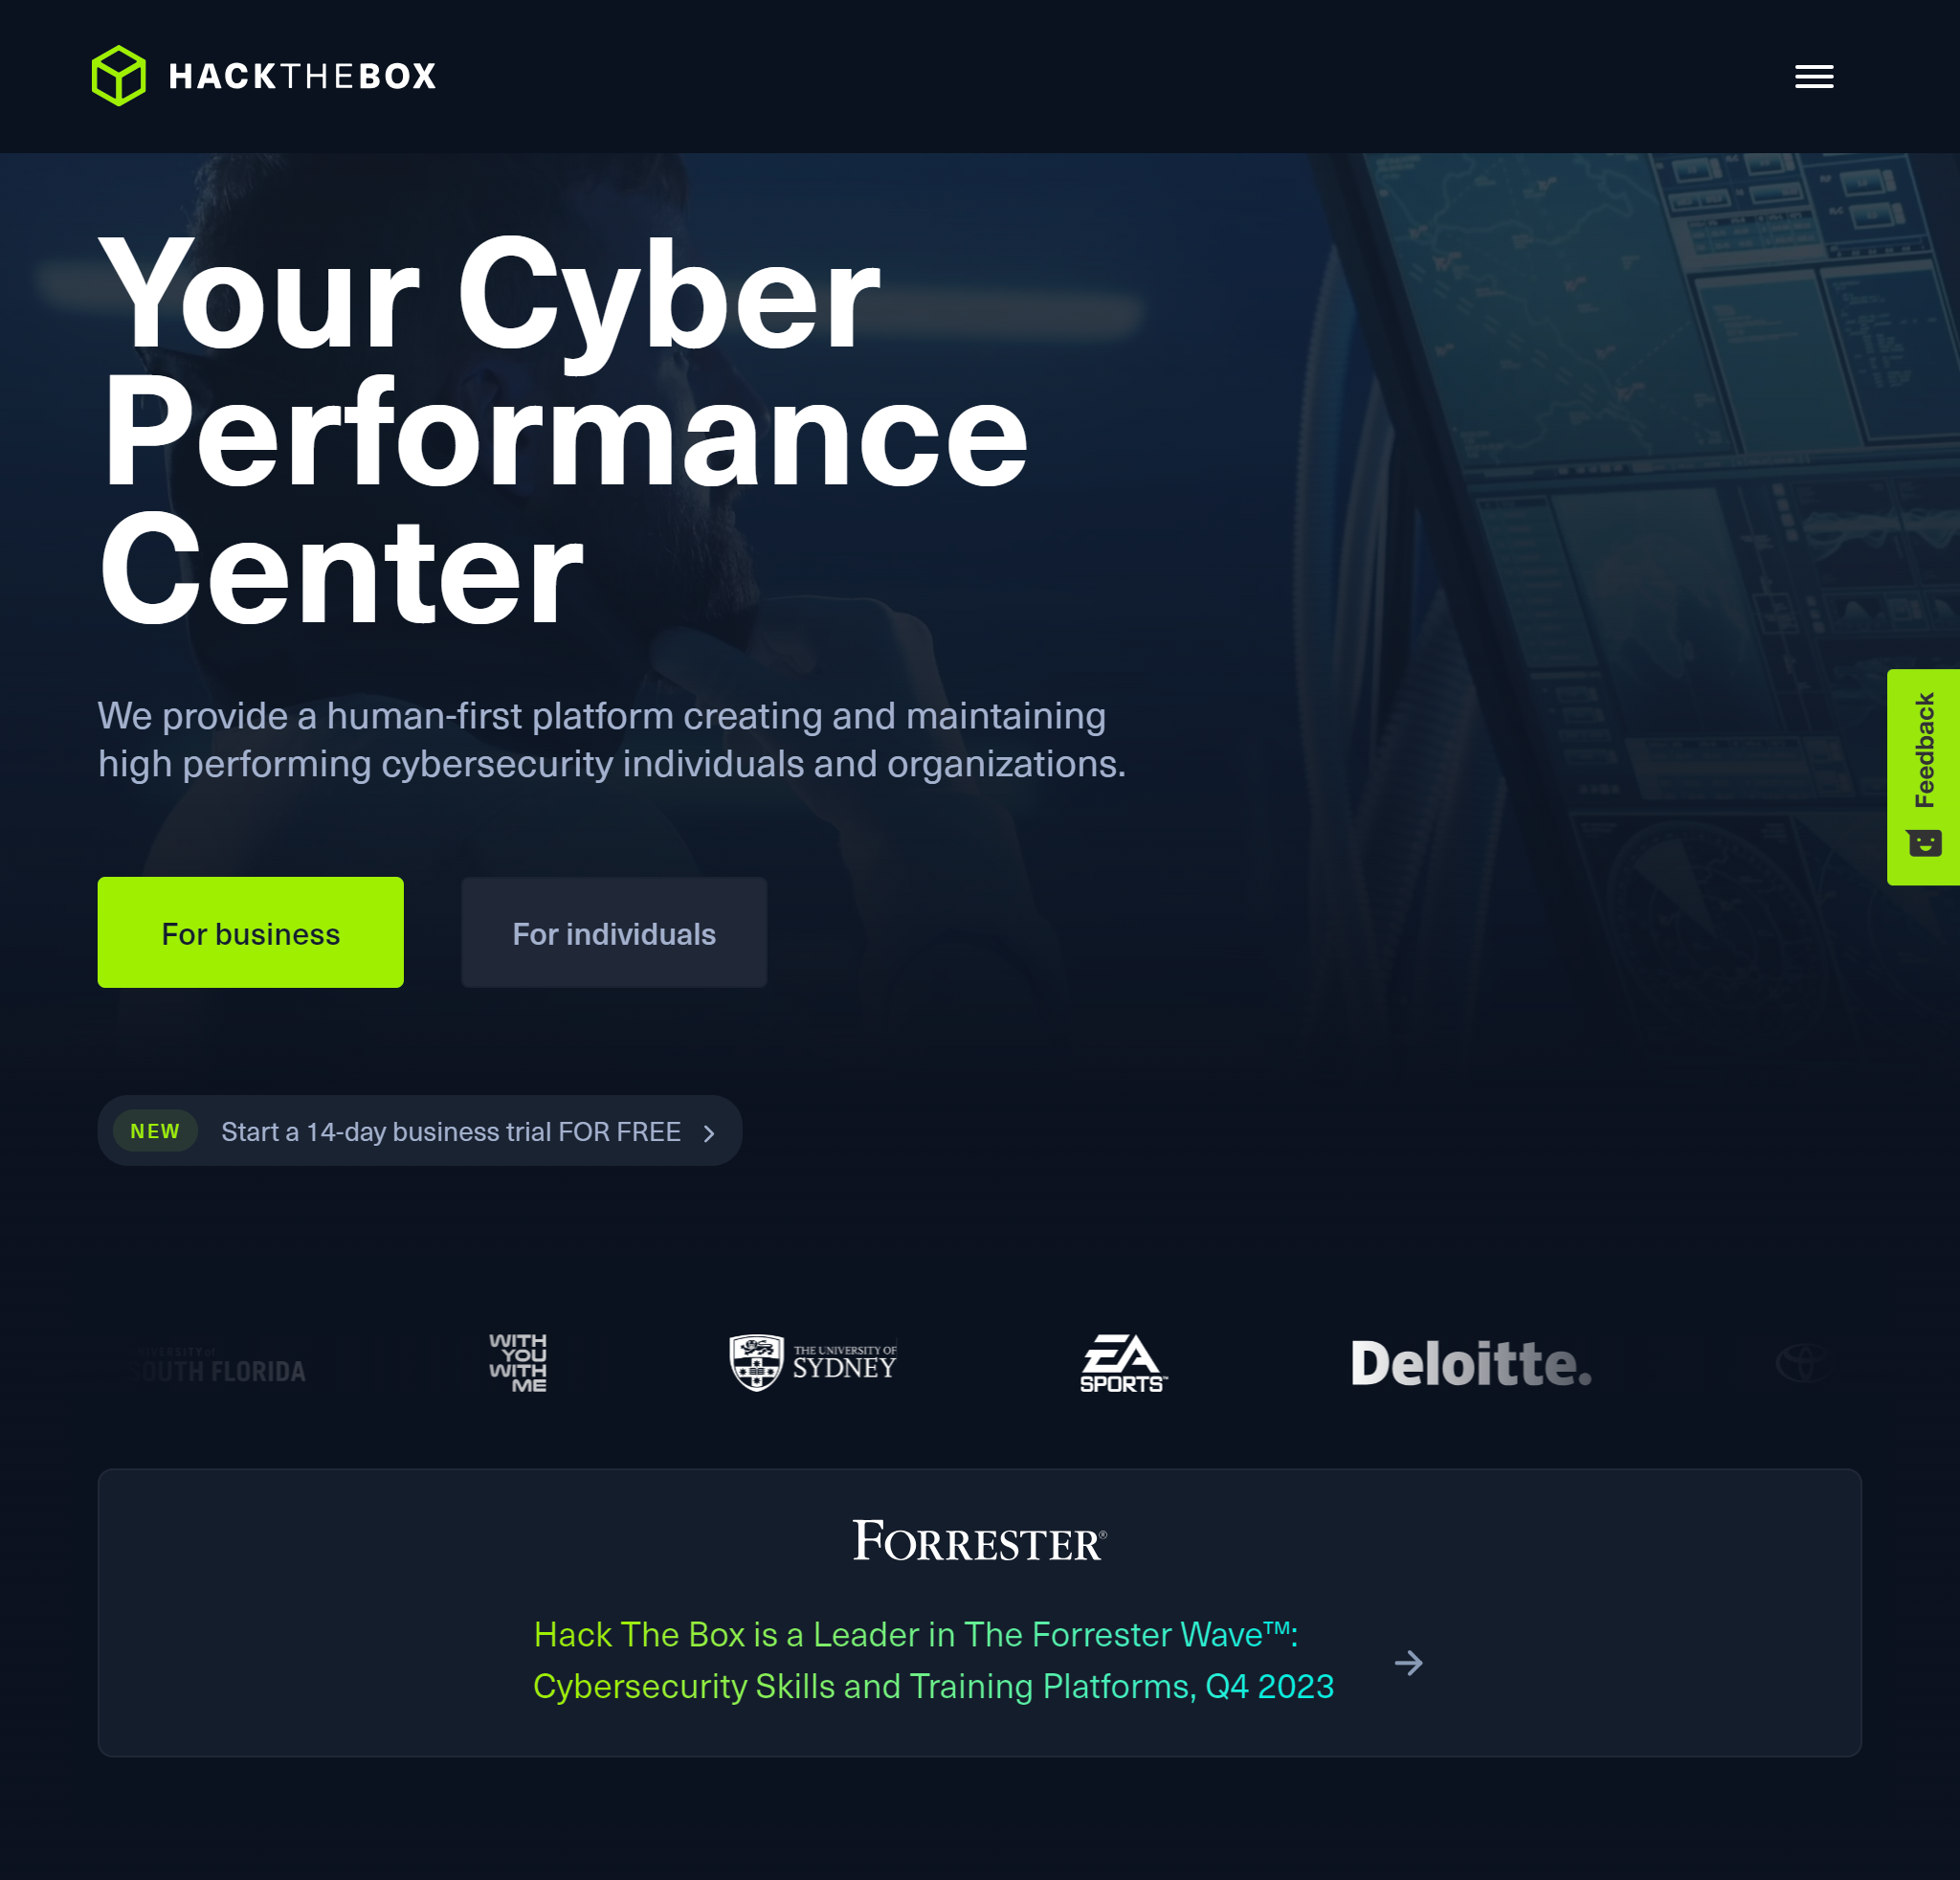 HACKTHEBOX
Your Cyber
Performance
Center
We provide a human-first platform creating and maintaining
high performing cybersecurity individuals and organizations.
For business
For individuals
Feedback
NEW
Start a 14-day business trial FOR FREE
SOUTH FLORIDA
WITH
YOU
WITH
ME
THE UNIVERSITY OF
SYDNEY
EA
SPORTS™
Deloitte.
FORRESTER®
Hack The Box is a Leader in The Forrester Wave™:
Cybersecurity Skills and Training Platforms, Q4 2023